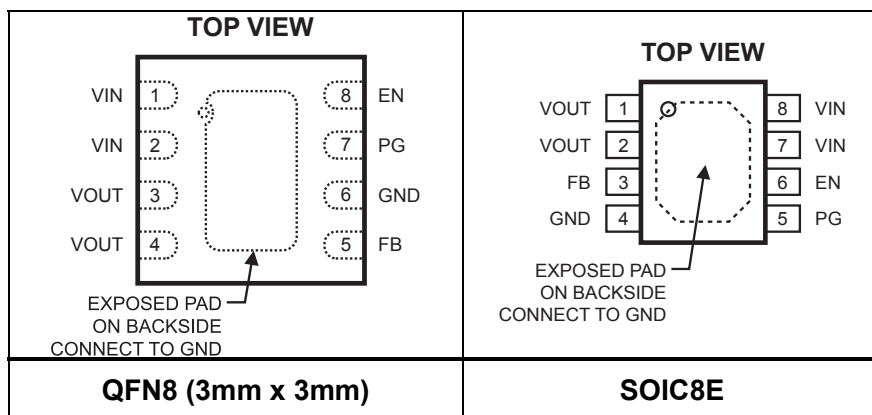 TOP VIEW
VIN 1 8 EN
VIN 2 7 PG
VOUT 3 6 GND
VOUT 4 5 FB
EXPOSED PAD
ON BACKSIDE
CONNECT TO GND
QFN8 (3mm x 3mm)
TOP VIEW
VOUT 1 8 VIN
VOUT 2 7 VIN
FB 3 6 EN
GND 4 5 PG
EXPOSED PAD
ON BACKSIDE
CONNECT TO GND
SOIC8E